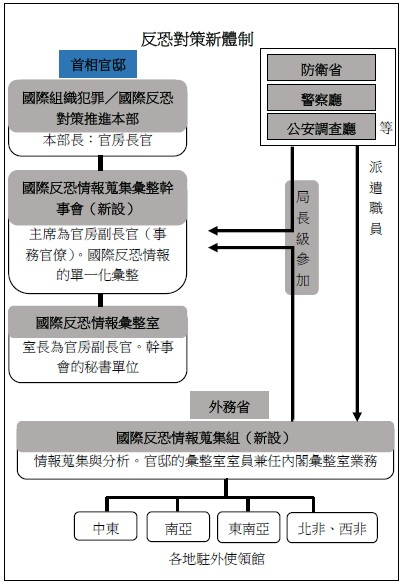 反恐對策新體制
首相官邸
國際組織犯罪／國際反恐
對策推進本部
本部長：官房長官
國際反恐情報蒐集彙整幹
事會（新設）
主席為官房副長官（事
務官僚）。國際反恐情報
的單一化彙整
國際反恐情報彙整室
室長為官房副長官。幹事
會的秘書單位
防衛省
警察廳
公安調查廳
等
局長級參加
派遣職員
外務省
國際反恐情報蒐集組（新設）
情報蒐集與分析。官邸的彙整室室員兼任內閣彙整室業務
中東
南亞
東南亞
北非、西非
各地駐外使領館